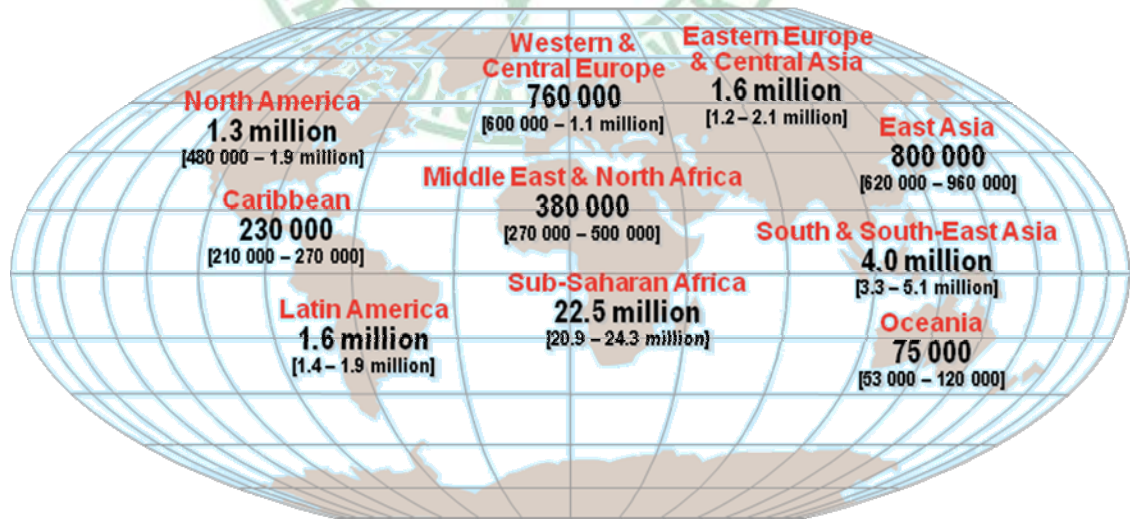 Western &
Central Europe
760 000
[600 000 – 1.1 million]
Eastern Europe
& Central Asia
1.6 million
[1.2 – 2.1 million]
North America
1.3 million
[480 000 – 1.9 million]
East Asia
800 000
[620 000 – 960 000]
Middle East & North Africa
380 000
[270 000 – 500 000]
Caribbean
230 000
[210 000 – 270 000]
South & South-East Asia
4.0 million
[3.3 – 5.1 million]
Sub-Saharan Africa
22.5 million
[20.9 – 24.3 million]
Latin America
1.6 million
[1.4 – 1.9 million]
Oceania
75 000
[53 000 – 120 000]